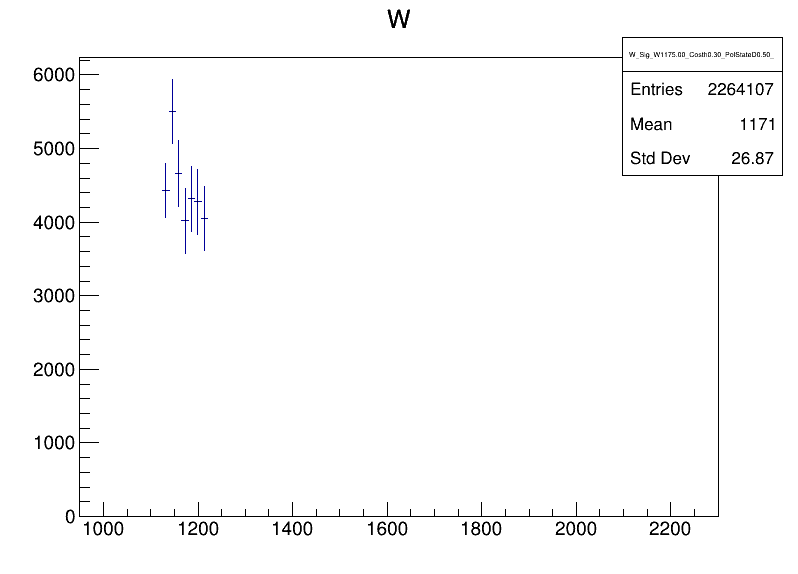 W
W_Sig_W1175.00_Costh0.30_PolStateD0.50_
Entries 2264107
Mean 1171
Std Dev 26.87
6000
5000
4000
3000
2000
1000
0
1000 1200 1400 1600 1800 2000 2200